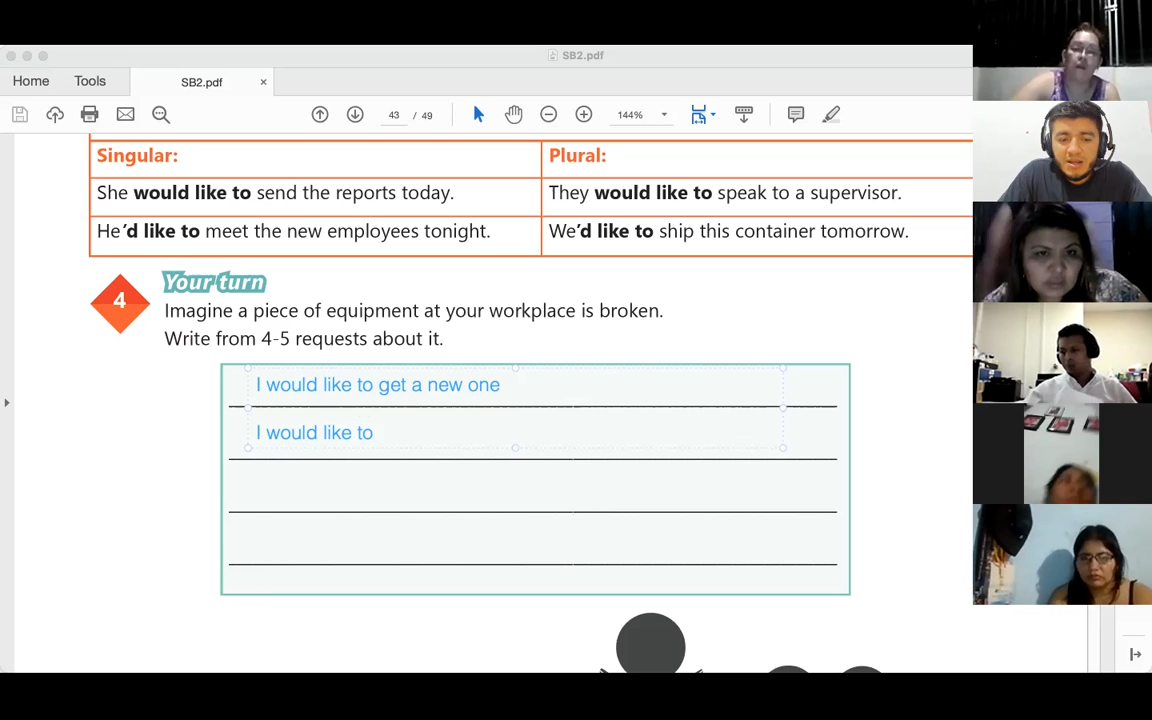 SB2.pdf
Home
Tools
SB2.pdf
×
43 / 49
144%
Singular:
Plural:
She would like to send the reports today.
They would like to speak to a supervisor.
He'd like to meet the new employees tonight.
We'd like to ship this container tomorrow.
4
Your turn
Imagine a piece of equipment at your workplace is broken.
Write from 4-5 requests about it.
I would like to get a new one
I would like to